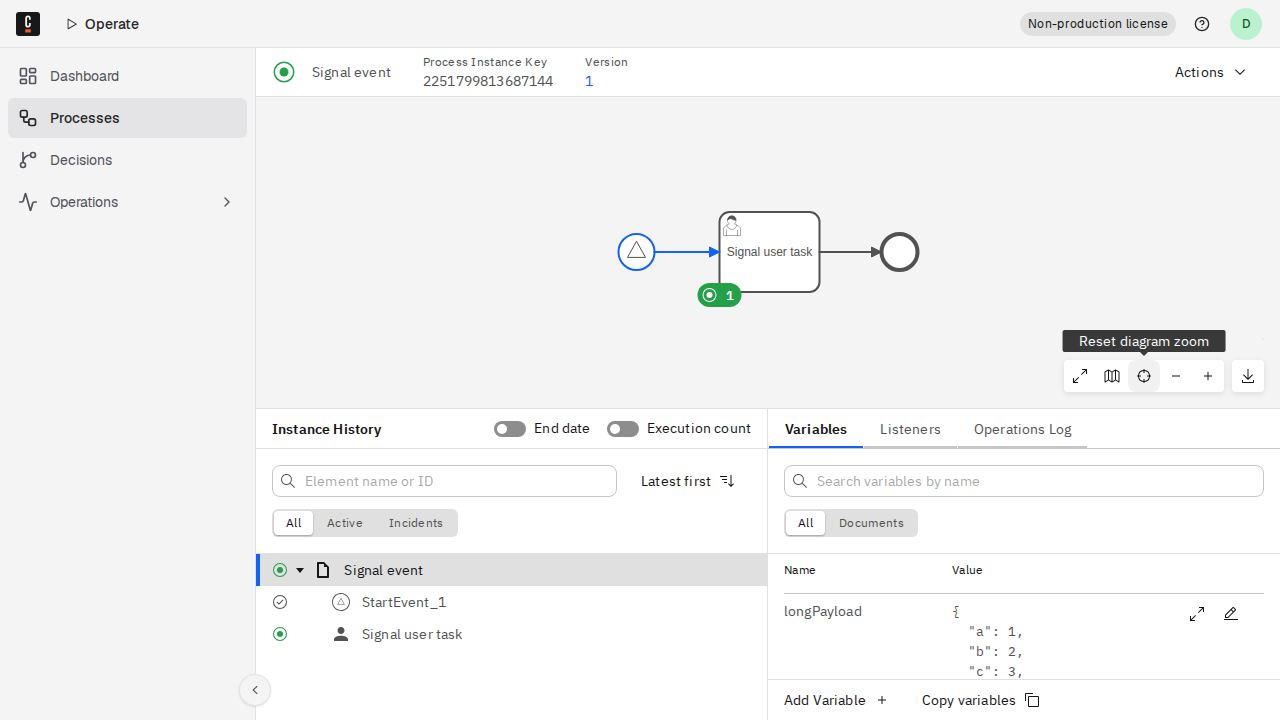 C
Operate
Non-production license
D
Dashboard
Processes
Decisions
Operations
Signal event
Process Instance Key
2251799813687144
Version
1
Actions
Signal user task
1
Reset diagram zoom
Instance History
End date
Execution count
Element name or ID
Latest first
All
Active
Incidents
Signal event
StartEvent_1
Signal user task
Variables
Listeners
Operations Log
Search variables by name
All
Documents
Name
Value
longPayload
{
"a": 1,
"b": 2,
"c": 3,
Add Variable
Copy variables